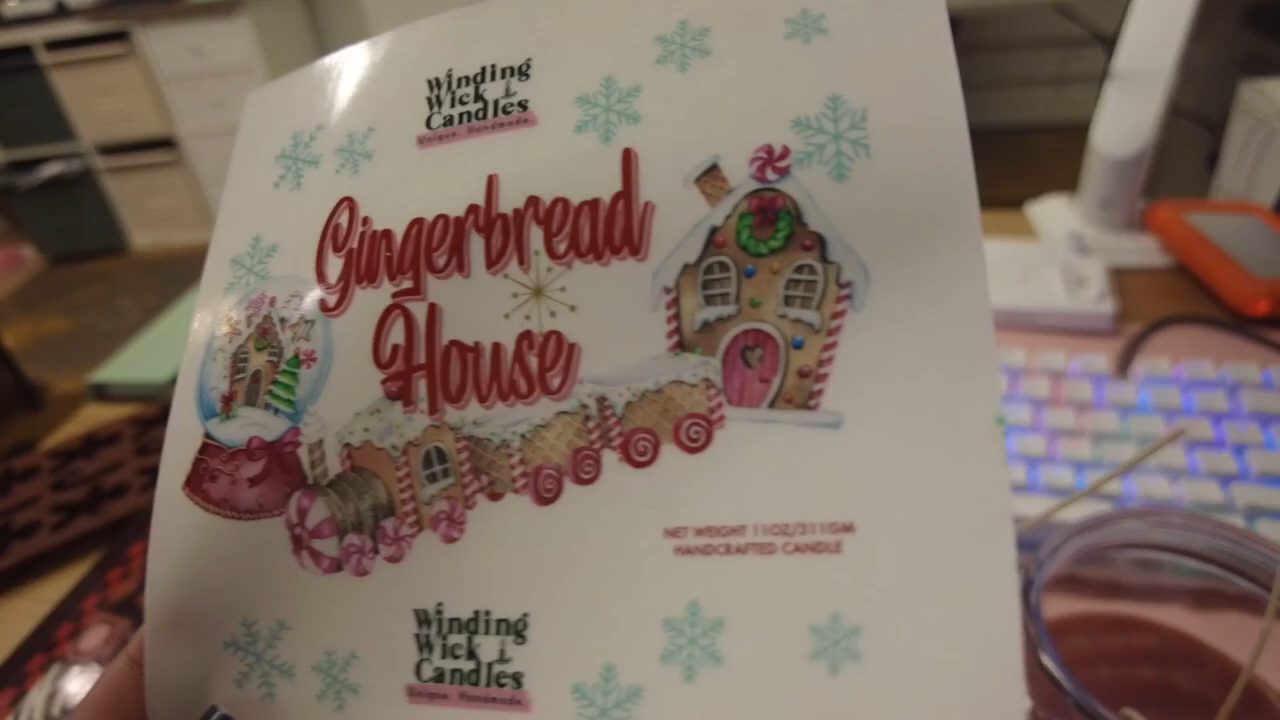 Winding
Wick
Candles
Unique. Handmade.
Gingerbread
House
NET WEIGHT 11OZ/311GM
HANDCRAFTED CANDLE
Winding
Wick
Candles
Unique. Handmade.